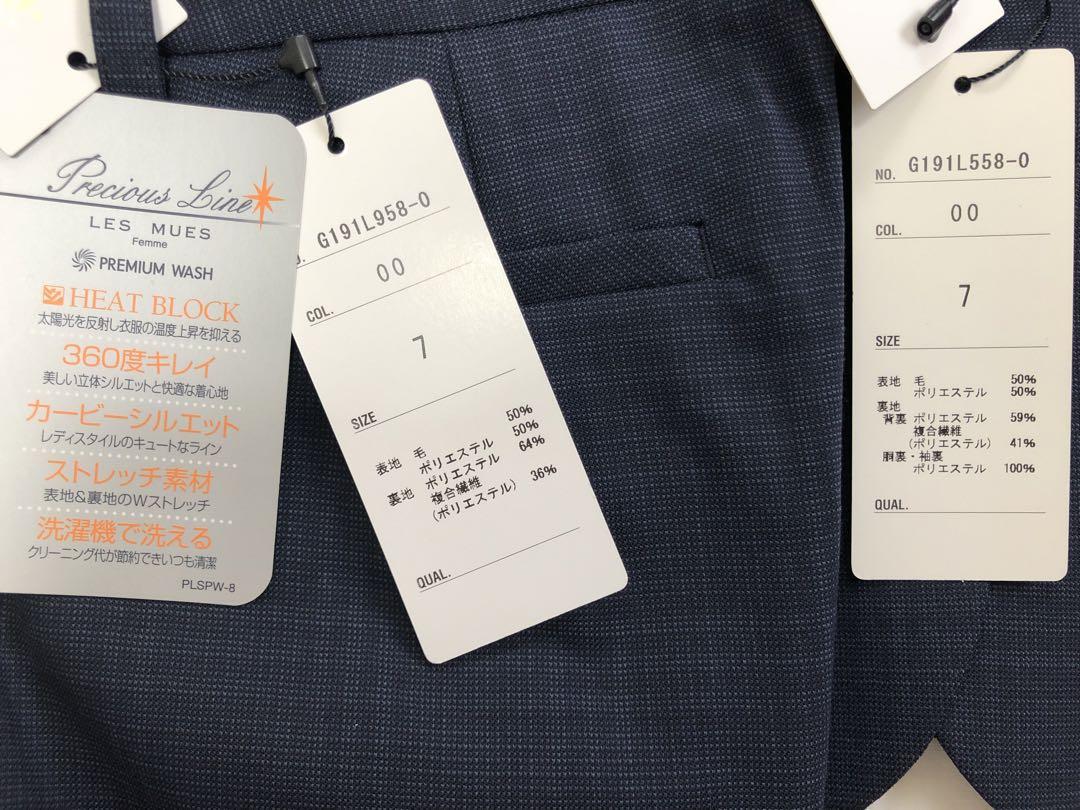 Precious Line
LES MUES
Femme
PREMIUM WASH
HEAT BLOCK
太陽光を反射し衣服の温度上昇を抑える
360度キレイ
美しい立体シルエットと快適な着心地
カービーシルエット
レディスタイルのキュートなライン
ストレッチ素材
表地&裏地のWストレッチ
洗濯機で洗える
クリーニング代が節約できいつも清潔
PLSPW-8
G191L958-0
00
COL.
7
SIZE
表地 毛 50%
ポリエステル 50%
裏地 ポリエステル 64%
複合繊維
(ポリエステル) 36%
QUAL.
NO. G191L558-0
00
COL.
7
SIZE
表地 毛 50%
ポリエステル 50%
裏地
背裏 ポリエステル 59%
複合繊維
(ポリエステル) 41%
胴裏・袖裏
ポリエステル 100%
QUAL.